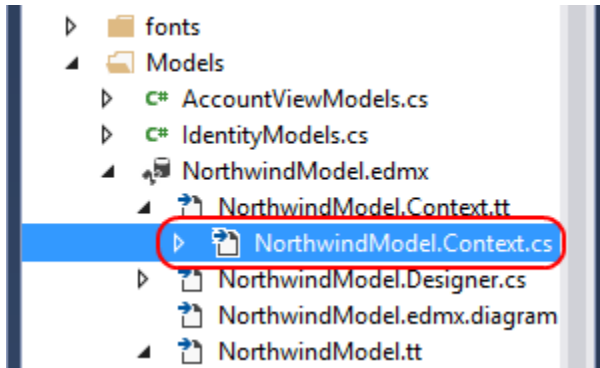 fonts
Models
C# AccountViewModels.cs
C# IdentityModels.cs
NorthwindModel.edmx
NorthwindModel.Context.tt
NorthwindModel.Context.cs
NorthwindModel.Designer.cs
NorthwindModel.edmx.diagram
NorthwindModel.tt